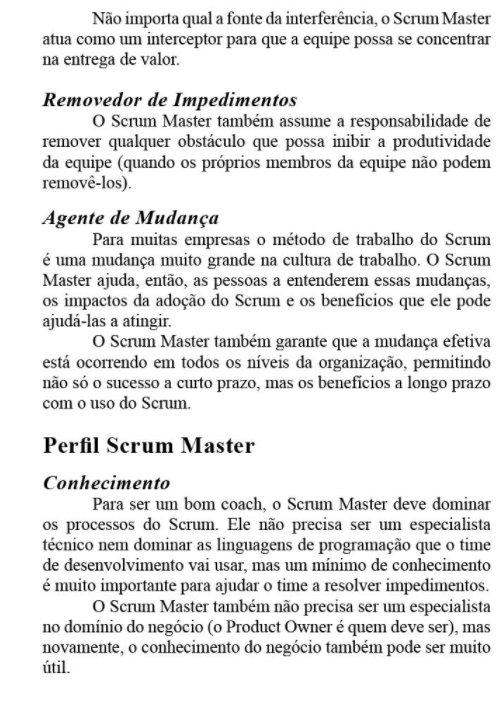 Não importa qual a fonte da interferência, o Scrum Master
atua como um interceptor para que a equipe possa se concentrar
na entrega de valor.
Removedor de Impedimentos
O Scrum Master também assume a responsabilidade de
remover qualquer obstáculo que possa inibir a produtividade
da equipe (quando os próprios membros da equipe não podem
removê-los).
Agente de Mudança
Para muitas empresas o método de trabalho do Scrum
é uma mudança muito grande na cultura de trabalho. O Scrum
Master ajuda, então, as pessoas a entenderem essas mudanças,
os impactos da adoção do Scrum e os benefícios que ele pode
ajudá-las a atingir.
O Scrum Master também garante que a mudança efetiva
está ocorrendo em todos os níveis da organização, permitindo
não só o sucesso a curto prazo, mas os benefícios a longo prazo
com o uso do Scrum.
Perfil Scrum Master
Conhecimento
Para ser um bom coach, o Scrum Master deve dominar
os processos do Scrum. Ele não precisa ser um especialista
técnico nem dominar as linguagens de programação que o time
de desenvolvimento vai usar, mas um mínimo de conhecimento
é muito importante para ajudar o time a resolver impedimentos.
O Scrum Master também não precisa ser um especialista
no domínio do negócio (o Product Owner é quem deve ser), mas
novamente, o conhecimento do negócio também pode ser muito
útil.